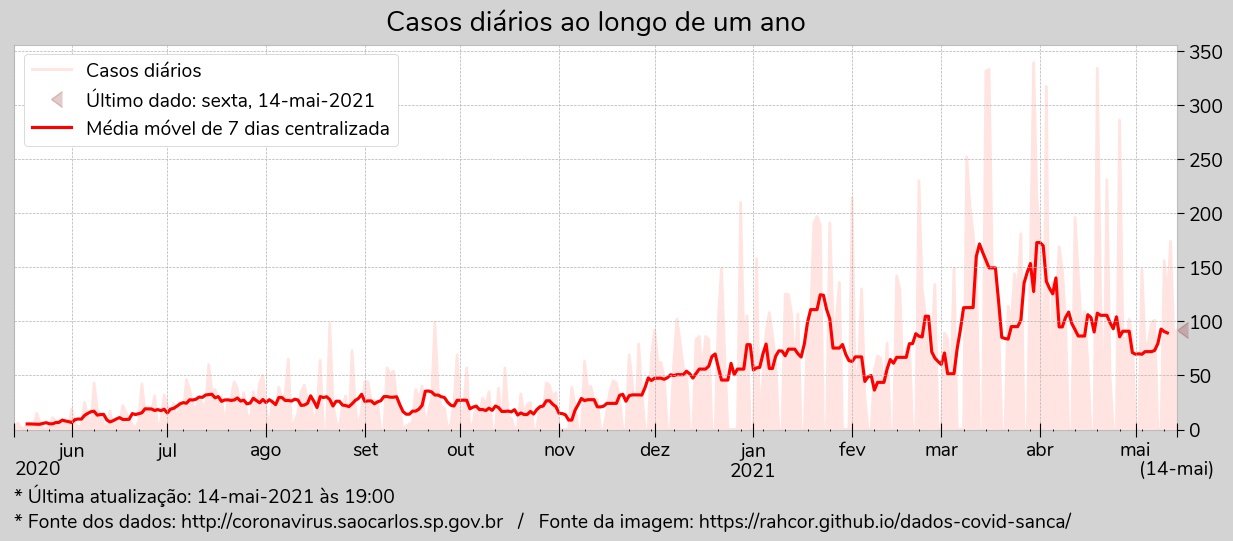 Casos diários ao longo de um ano
Casos diários
Último dado: sexta, 14-mai-2021
Média móvel de 7 dias centralizada
350
300
250
200
150
100
50
0
jun jul ago set out nov dez jan fev mar abr mai
2020 2021 (14-mai)
* Última atualização: 14-mai-2021 às 19:00
* Fonte dos dados: http://coronavirus.saocarlos.sp.gov.br / Fonte da imagem: https://rahcor.github.io/dados-covid-sanca/